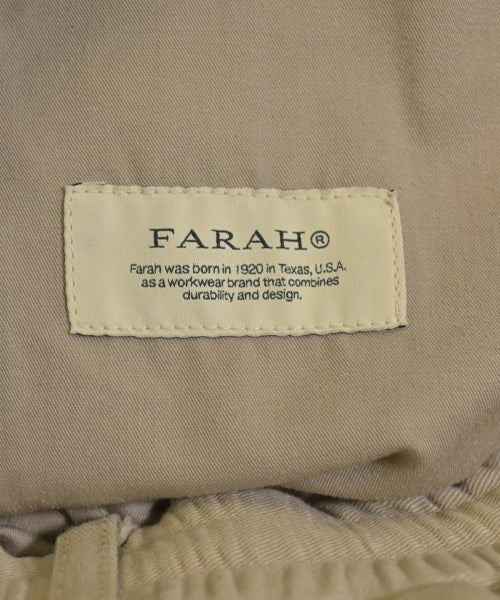 FARAH®
Farah was born in 1920 in Texas, U.S.A.
as a workwear brand that combines
durability and design.